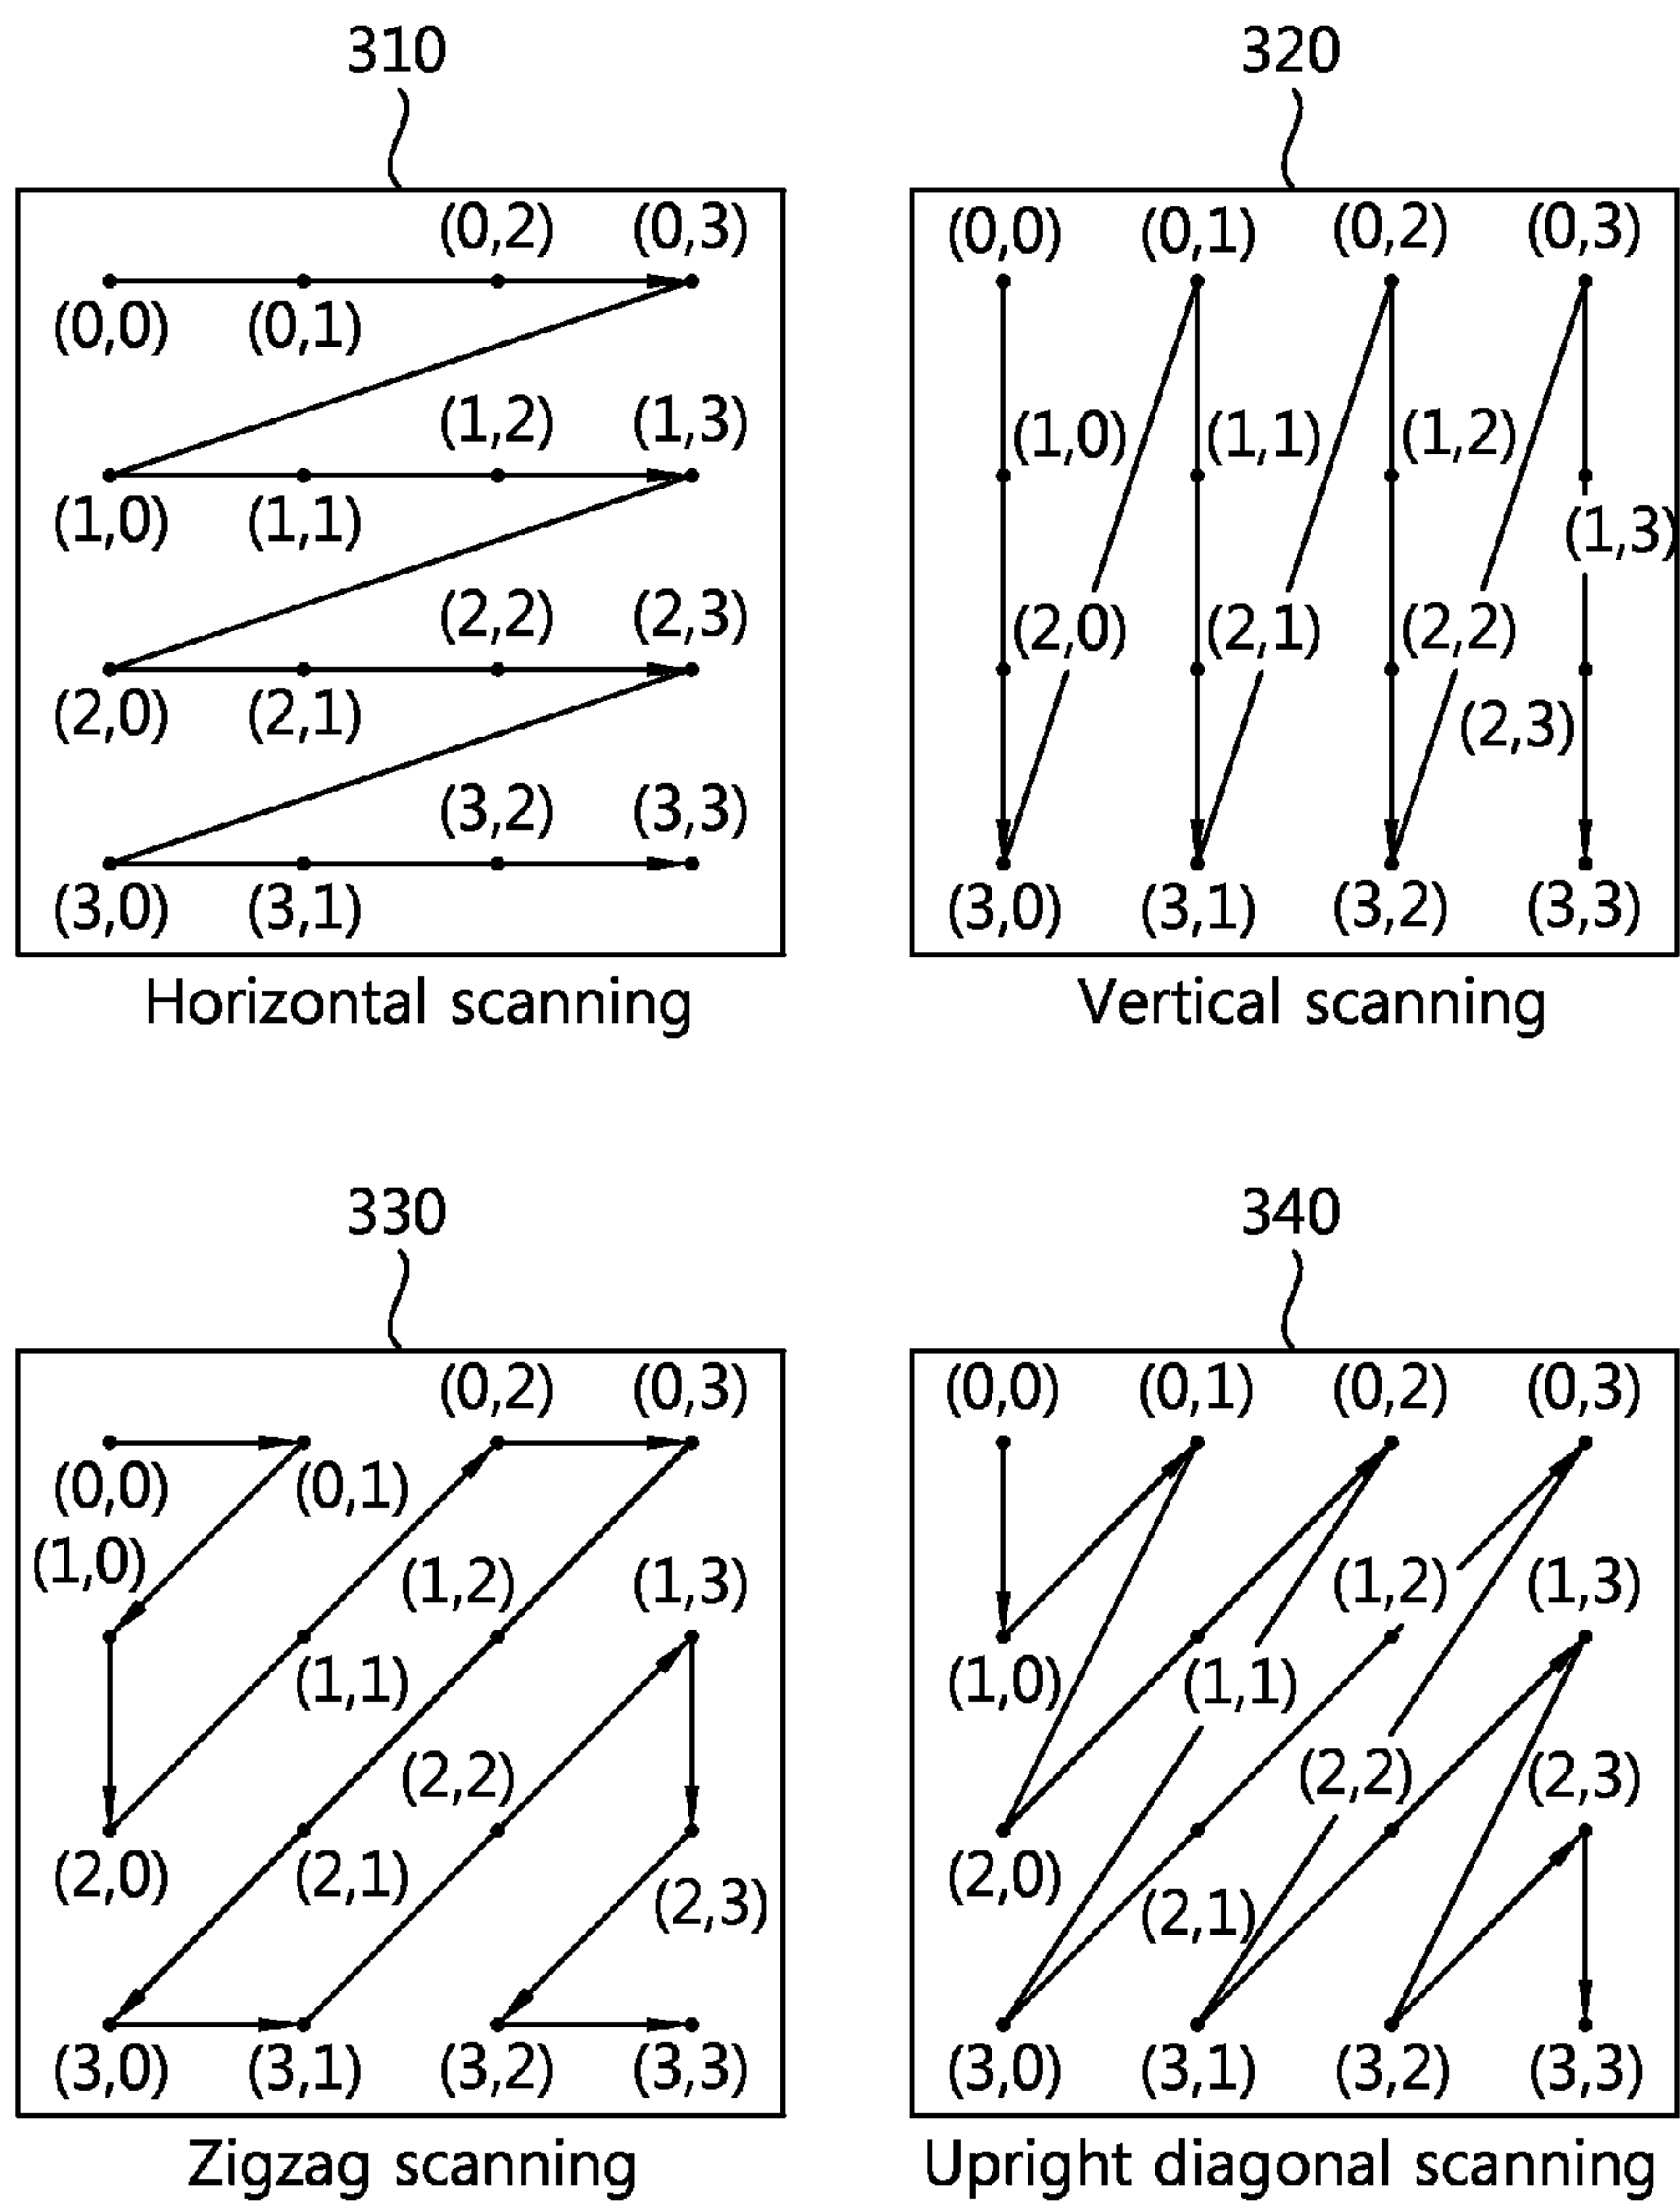 310
(0,2) (0,3)
(0,0) (0,1)
(1,2) (1,3)
(1,0) (1,1)
(2,2) (2,3)
(2,0) (2,1)
(3,2) (3,3)
(3,0) (3,1)
Horizontal scanning
320
(0,0) (0,1) (0,2) (0,3)
(1,0) (1,1) (1,2)
(1,3)
(2,0) (2,1) (2,2)
(2,3)
(3,0) (3,1) (3,2) (3,3)
Vertical scanning
330
(0,2) (0,3)
(0,0) (0,1)
(1,0)
(1,2) (1,3)
(1,1)
(2,2)
(2,0) (2,1)
(2,3)
(3,0) (3,1) (3,2) (3,3)
Zigzag scanning
340
(0,0) (0,1) (0,2) (0,3)
(1,2) (1,3)
(1,0) (1,1)
(2,2) (2,3)
(2,0)
(2,1)
(3,0) (3,1) (3,2) (3,3)
Upright diagonal scanning